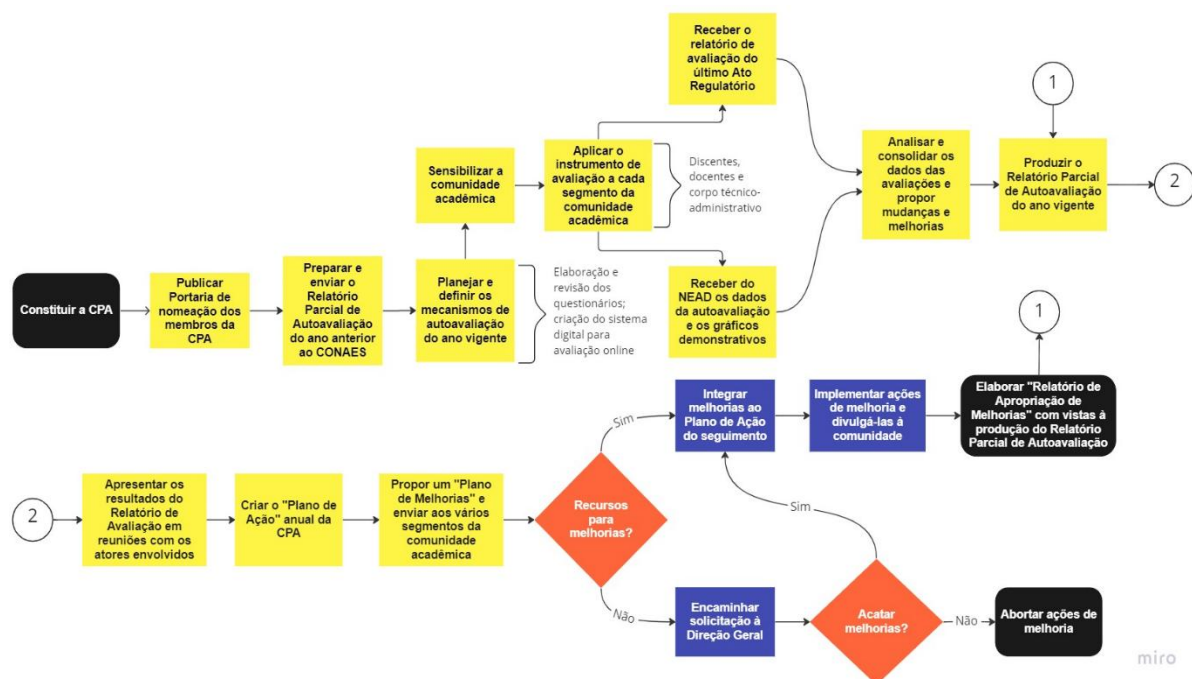 Constituir a CPA
Publicar
Portaria de
nomeação dos
membros da
CPA
Preparar e
enviar o
Relatório
Parcial de
Autoavaliação
do ano anterior
ao CONAES
Planejar e
definir os
mecanismos de
autoavaliação
do ano vigente
Elaboração e
revisão dos
questionários;
criação do sistema
digital para
avaliação online
Sensibilizar a
comunidade
acadêmica
Aplicar o
instrumento de
avaliação a cada
segmento da
comunidade
acadêmica
Discentes,
docentes e
corpo técnico-
administrativo
Receber o
relatório de
avaliação do
último Ato
Regulatório
Receber do
NEAD os dados
da autoavaliação
e os gráficos
demonstrativos
Analisar e
consolidar os
dados das
avaliações e
propor
mudanças e
melhorias
1
Produzir o
Relatório Parcial
de Autoavaliação
do ano vigente
2
2
Apresentar os
resultados do
Relatório de
Avaliação em
reuniões com os
atores envolvidos
Criar o "Plano de
Ação" anual da
CPA
Propor um "Plano
de Melhorias" e
enviar aos vários
segmentos da
comunidade
acadêmica
Recursos
para
melhorias?
Sim
Integrar
melhorias ao
Plano de Ação
do seguimento
Implementar ações
de melhoria e
divulgá-las à
comunidade
Elaborar "Relatório de
Apropriação de
Melhorias" com vistas à
produção do Relatório
Parcial de Autoavaliação
1
Não
Encaminhar
solicitação à
Direção Geral
Acatar
melhorias?
Sim
Não
Abortar ações de
melhoria
miro